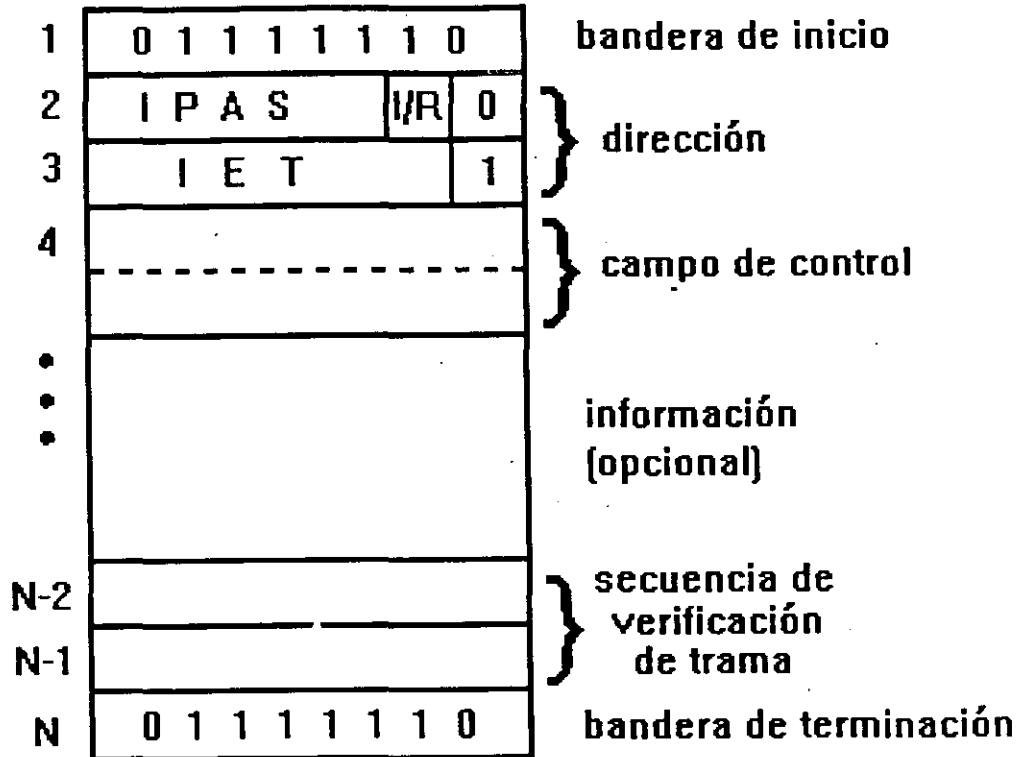 1 0 1 1 1 1 1 1 0 bandera de inicio
2 I P A S I/R 0
dirección
3 I E T 1
4
campo de control
información
(opcional)
N-2
secuencia de
verificación
de trama
N-1
N 0 1 1 1 1 1 1 0 bandera de terminación